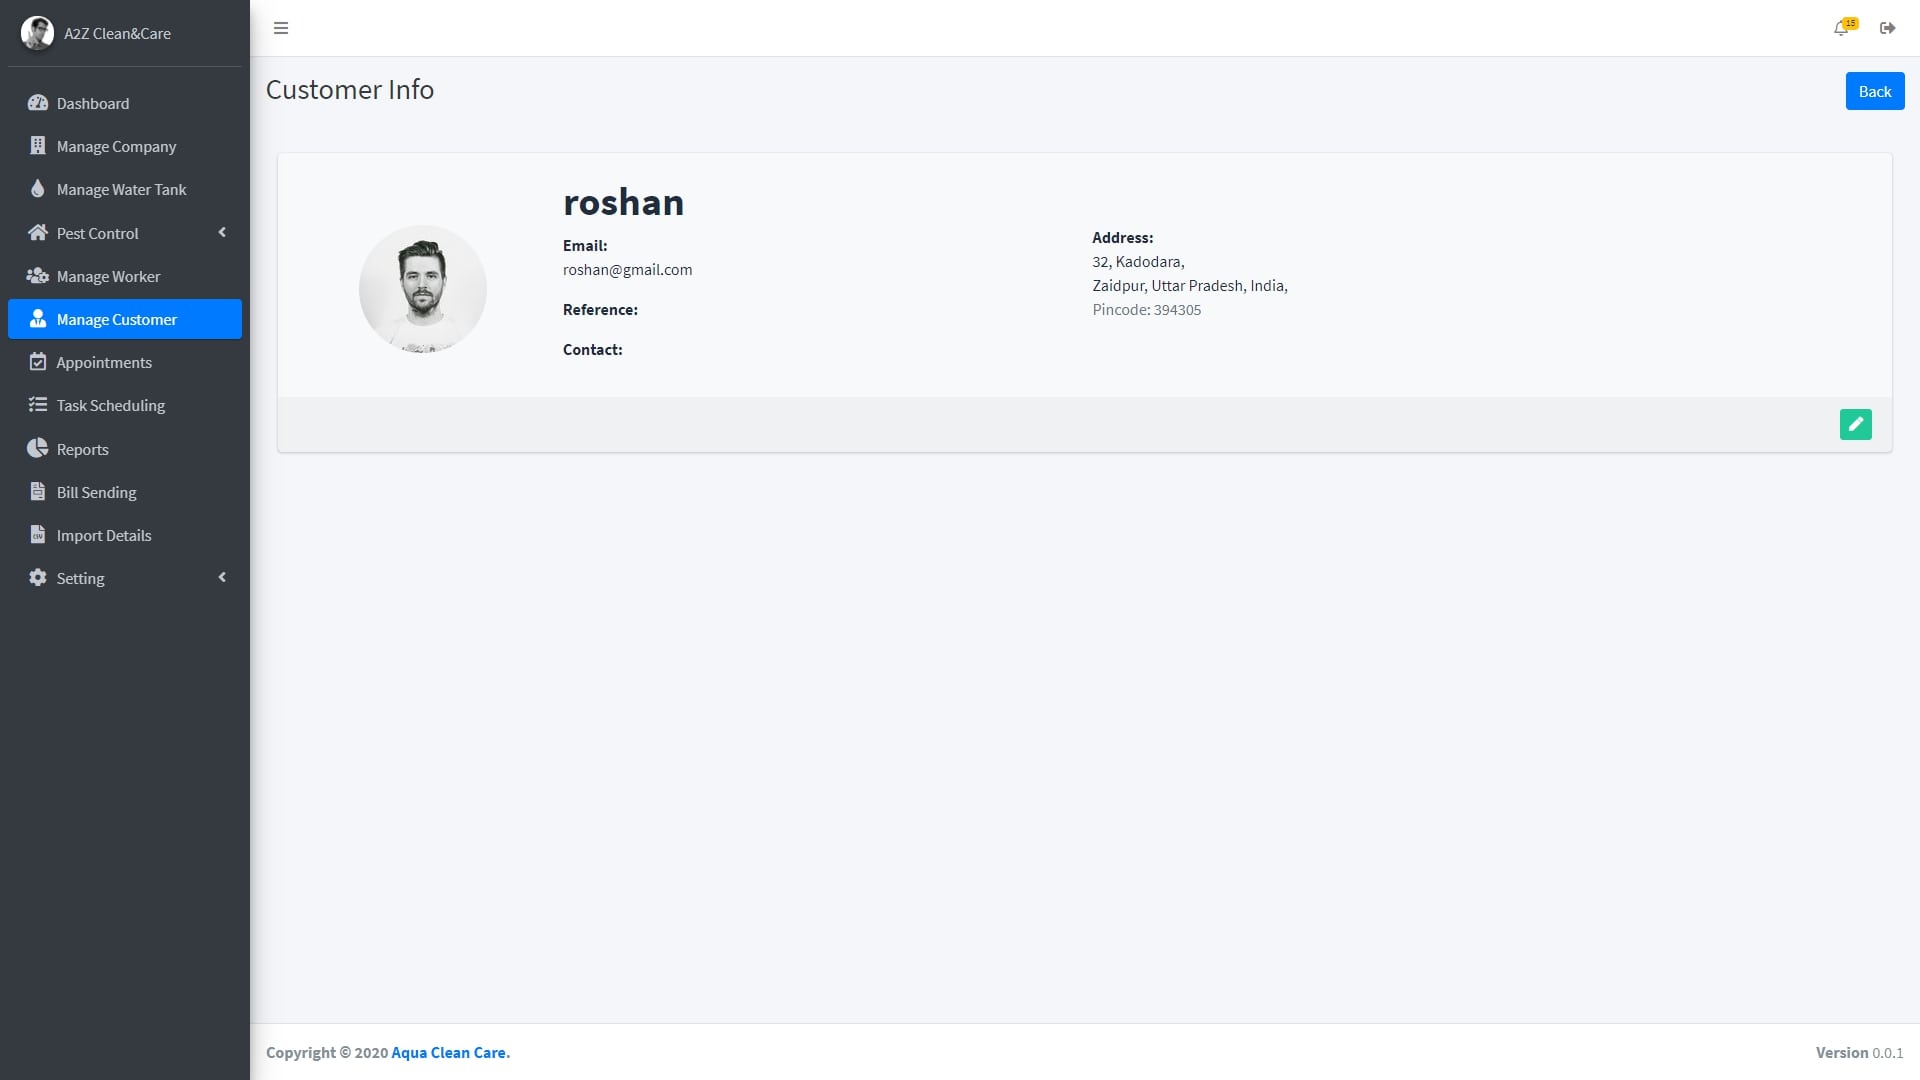 A2Z Clean&Care
Dashboard
Manage Company
Manage Water Tank
Pest Control
Manage Worker
Manage Customer
Appointments
Task Scheduling
Reports
Bill Sending
Import Details
Setting
15
Customer Info
Back
roshan
Email:
roshan@gmail.com
Reference:
Contact:
Address:
32, Kadodara,
Zaidpur, Uttar Pradesh, India,
Pincode: 394305
Copyright © 2020 Aqua Clean Care.
Version 0.0.1